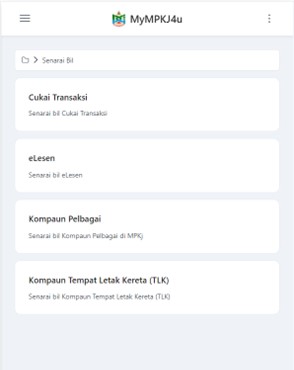 MyMPKJ4u
Senarai Bil
Cukai Transaksi
Senarai bil Cukai Transaksi
eLesen
Senarai bil eLesen
Kompaun Pelbagai
Senarai bil Kompaun Pelbagai di MPKj
Kompaun Tempat Letak Kereta (TLK)
Senarai bil Kompaun Tempat Letak Kereta (TLK)